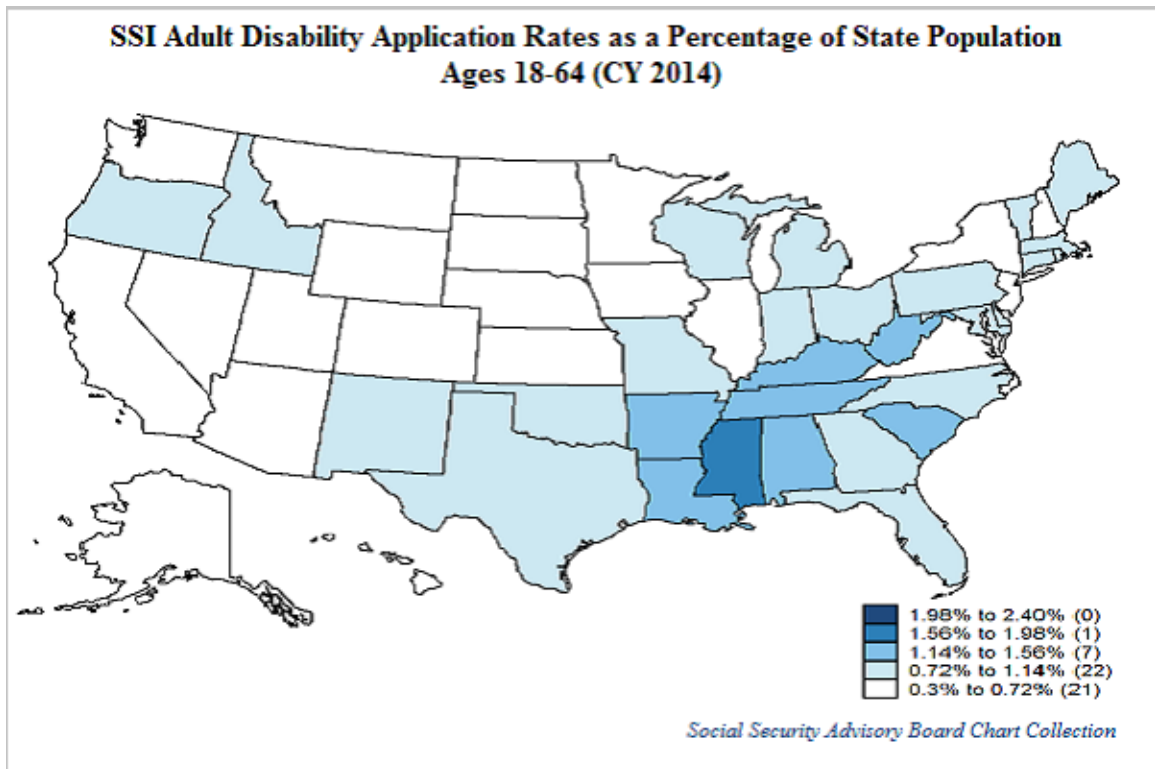 SSI Adult Disability Application Rates as a Percentage of State Population
Ages 18-64 (CY 2014)
1.98% to 2.40% (0)
1.56% to 1.98% (1)
1.14% to 1.56% (7)
0.72% to 1.14% (22)
0.3% to 0.72% (21)
Social Security Advisory Board Chart Collection